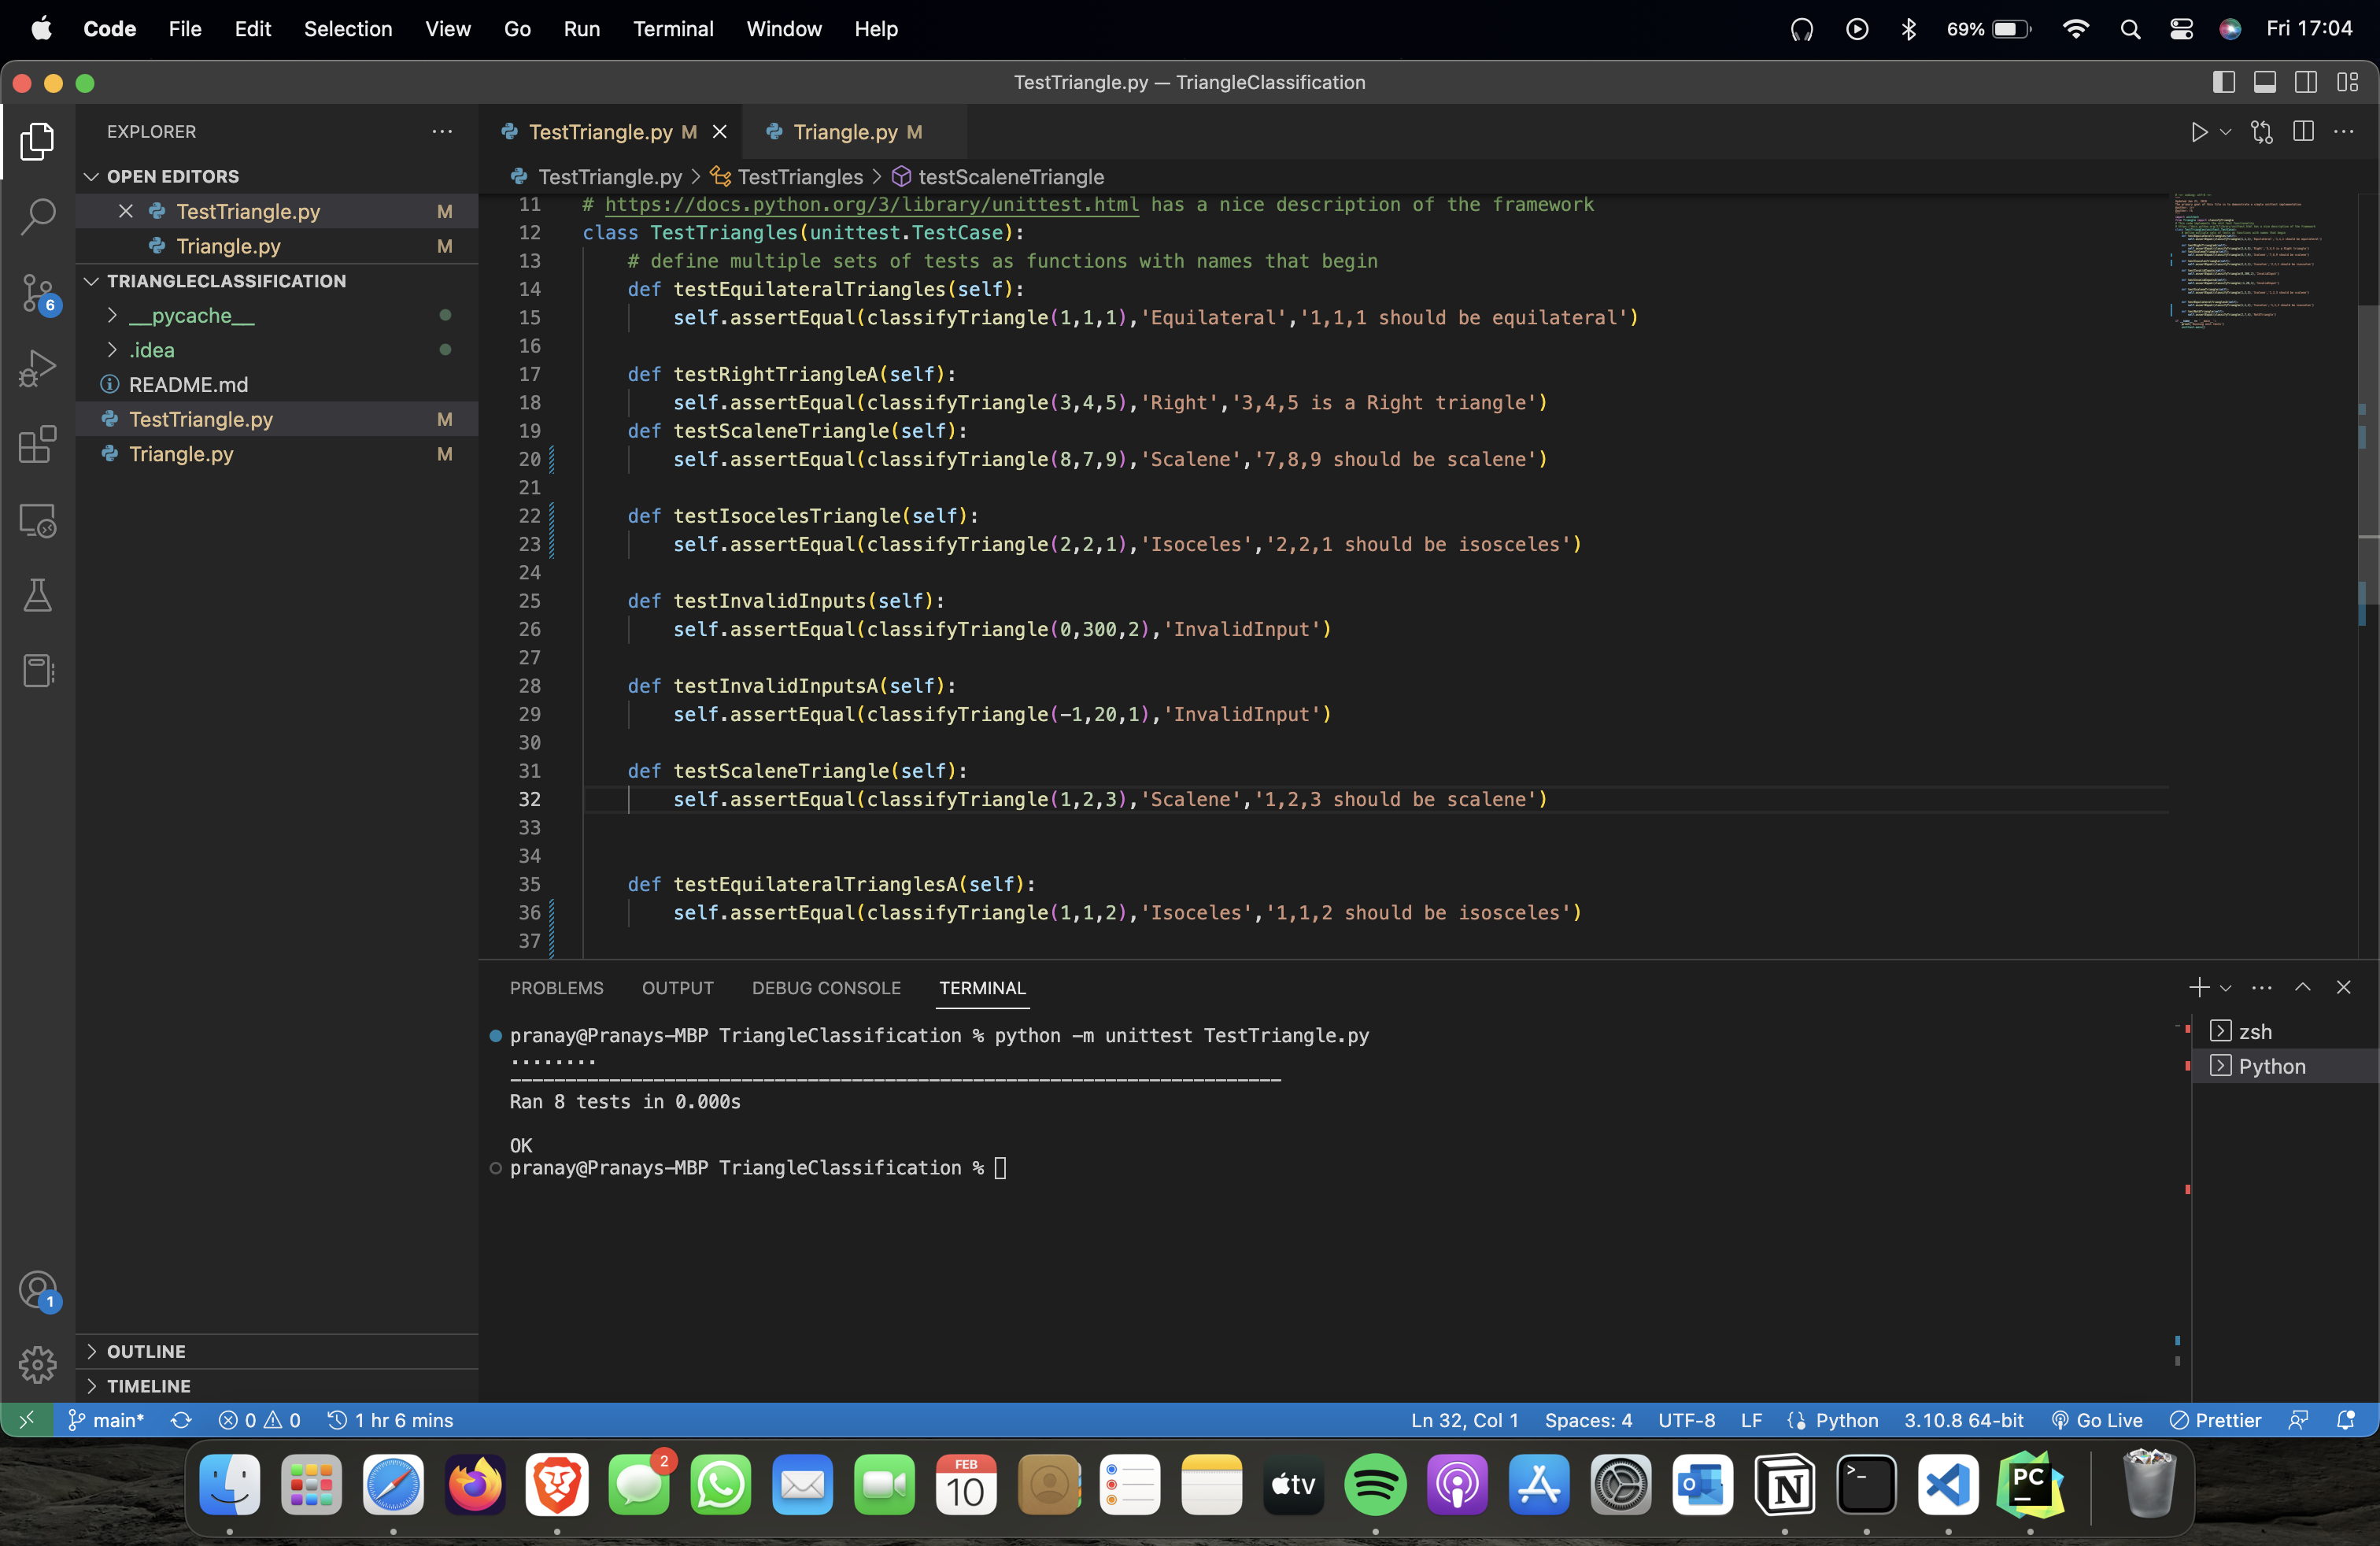 Code File Edit Selection View Go Run Terminal Window Help 69% Fri 17:04
TestTriangle.py — TriangleClassification
EXPLORER
OPEN EDITORS
TestTriangle.py M
Triangle.py M
TRIANGLECLASSIFICATION
__pycache__
.idea
README.md
TestTriangle.py M
Triangle.py M
OUTLINE
TIMELINE
6
1
TestTriangle.py M Triangle.py M
TestTriangle.py > TestTriangles > testScaleneTriangle
11 # https://docs.python.org/3/library/unittest.html has a nice description of the framework
12 class TestTriangles(unittest.TestCase):
13 # define multiple sets of tests as functions with names that begin
14 def testEquilateralTriangles(self):
15 self.assertEqual(classifyTriangle(1,1,1),'Equilateral','1,1,1 should be equilateral')
16
17 def testRightTriangleA(self):
18 self.assertEqual(classifyTriangle(3,4,5),'Right','3,4,5 is a Right triangle')
19 def testScaleneTriangle(self):
20 self.assertEqual(classifyTriangle(8,7,9),'Scalene','7,8,9 should be scalene')
21
22 def testIsocelesTriangle(self):
23 self.assertEqual(classifyTriangle(2,2,1),'Isoceles','2,2,1 should be isosceles')
24
25 def testInvalidInputs(self):
26 self.assertEqual(classifyTriangle(0,300,2),'InvalidInput')
27
28 def testInvalidInputsA(self):
29 self.assertEqual(classifyTriangle(-1,20,1),'InvalidInput')
30
31 def testScaleneTriangle(self):
32 self.assertEqual(classifyTriangle(1,2,3),'Scalene','1,2,3 should be scalene')
33
34
35 def testEquilateralTrianglesA(self):
36 self.assertEqual(classifyTriangle(1,1,2),'Isoceles','1,1,2 should be isosceles')
37
PROBLEMS OUTPUT DEBUG CONSOLE TERMINAL
pranay@Pranays-MBP TriangleClassification % python -m unittest TestTriangle.py
........
----------------------------------------------------------------------
Ran 8 tests in 0.000s
OK
pranay@Pranays-MBP TriangleClassification %
zsh
Python
main* 0 0 1 hr 6 mins Ln 32, Col 1 Spaces: 4 UTF-8 LF Python 3.10.8 64-bit Go Live Prettier
2
FEB
10
tv
N
>_
PC